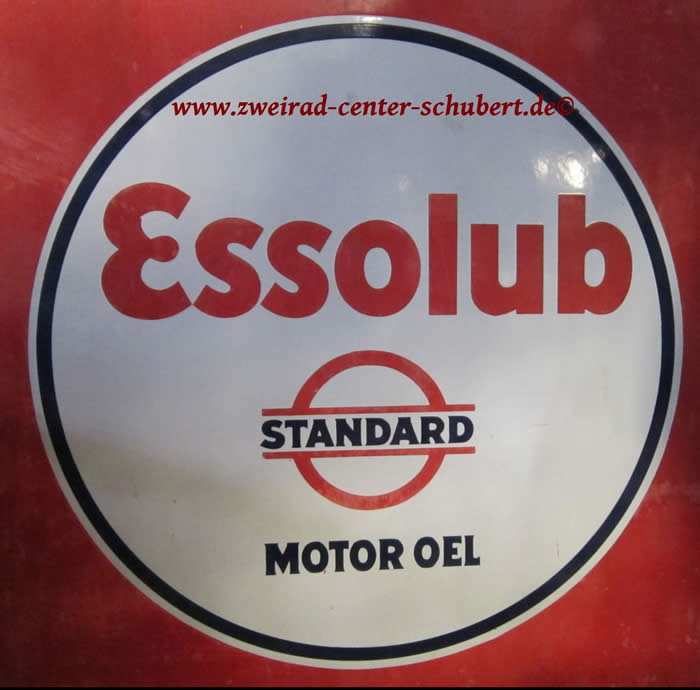 www.zweirad-center-schubert.de©
Essolub
STANDARD
MOTOR OEL